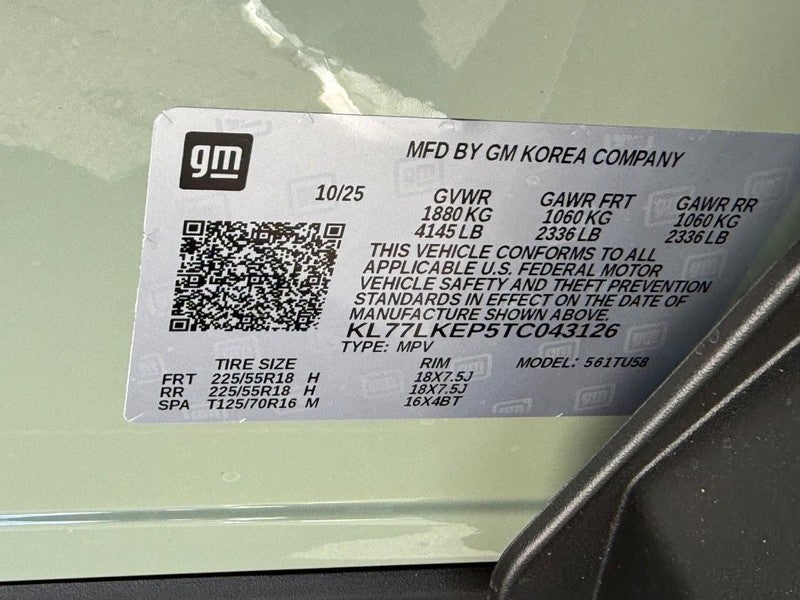 gm
MFD BY GM KOREA COMPANY
10/25 GVWR GAWR FRT GAWR RR
1880 KG 1060 KG 1060 KG
4145 LB 2336 LB 2336 LB
THIS VEHICLE CONFORMS TO ALL
APPLICABLE U.S. FEDERAL MOTOR
VEHICLE SAFETY AND THEFT PREVENTION
STANDARDS IN EFFECT ON THE DATE OF
MANUFACTURE SHOWN ABOVE.
KL77LKEP5TC043126
TYPE: MPV MODEL: 561TU58
TIRE SIZE RIM
FRT 225/55R18 H 18X7.5J
RR 225/55R18 H 18X7.5J
SPA T125/70R16 M 16X4BT